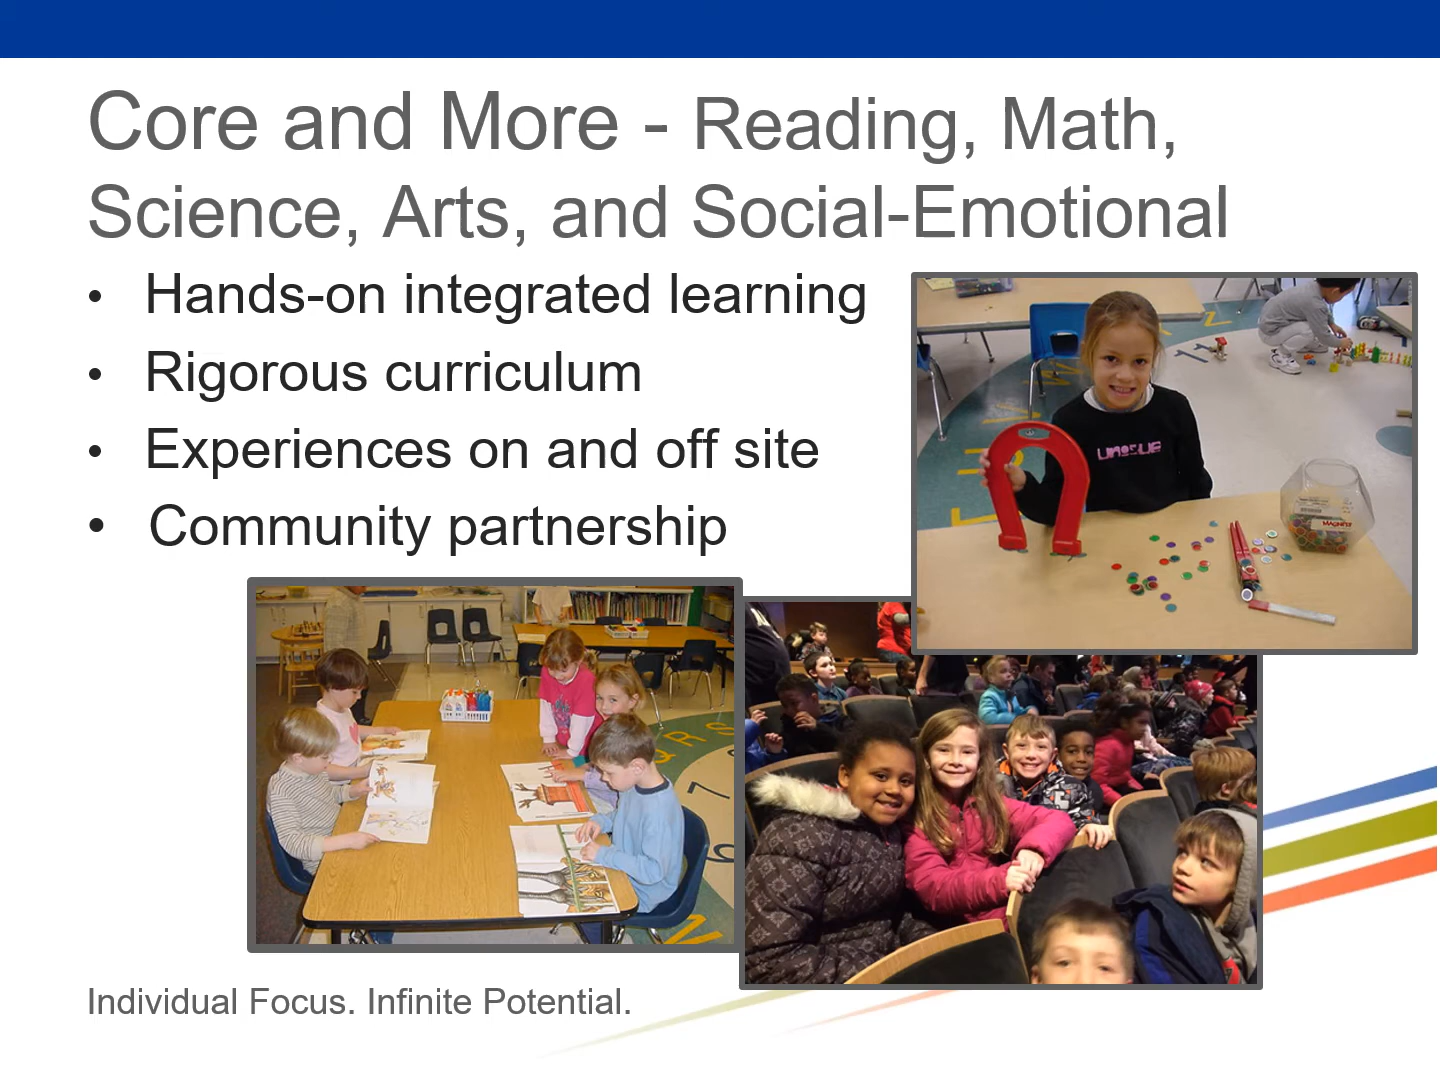 Core and More - Reading, Math,
Science, Arts, and Social-Emotional
• Hands-on integrated learning
• Rigorous curriculum
• Experiences on and off site
• Community partnership
Individual Focus. Infinite Potential.